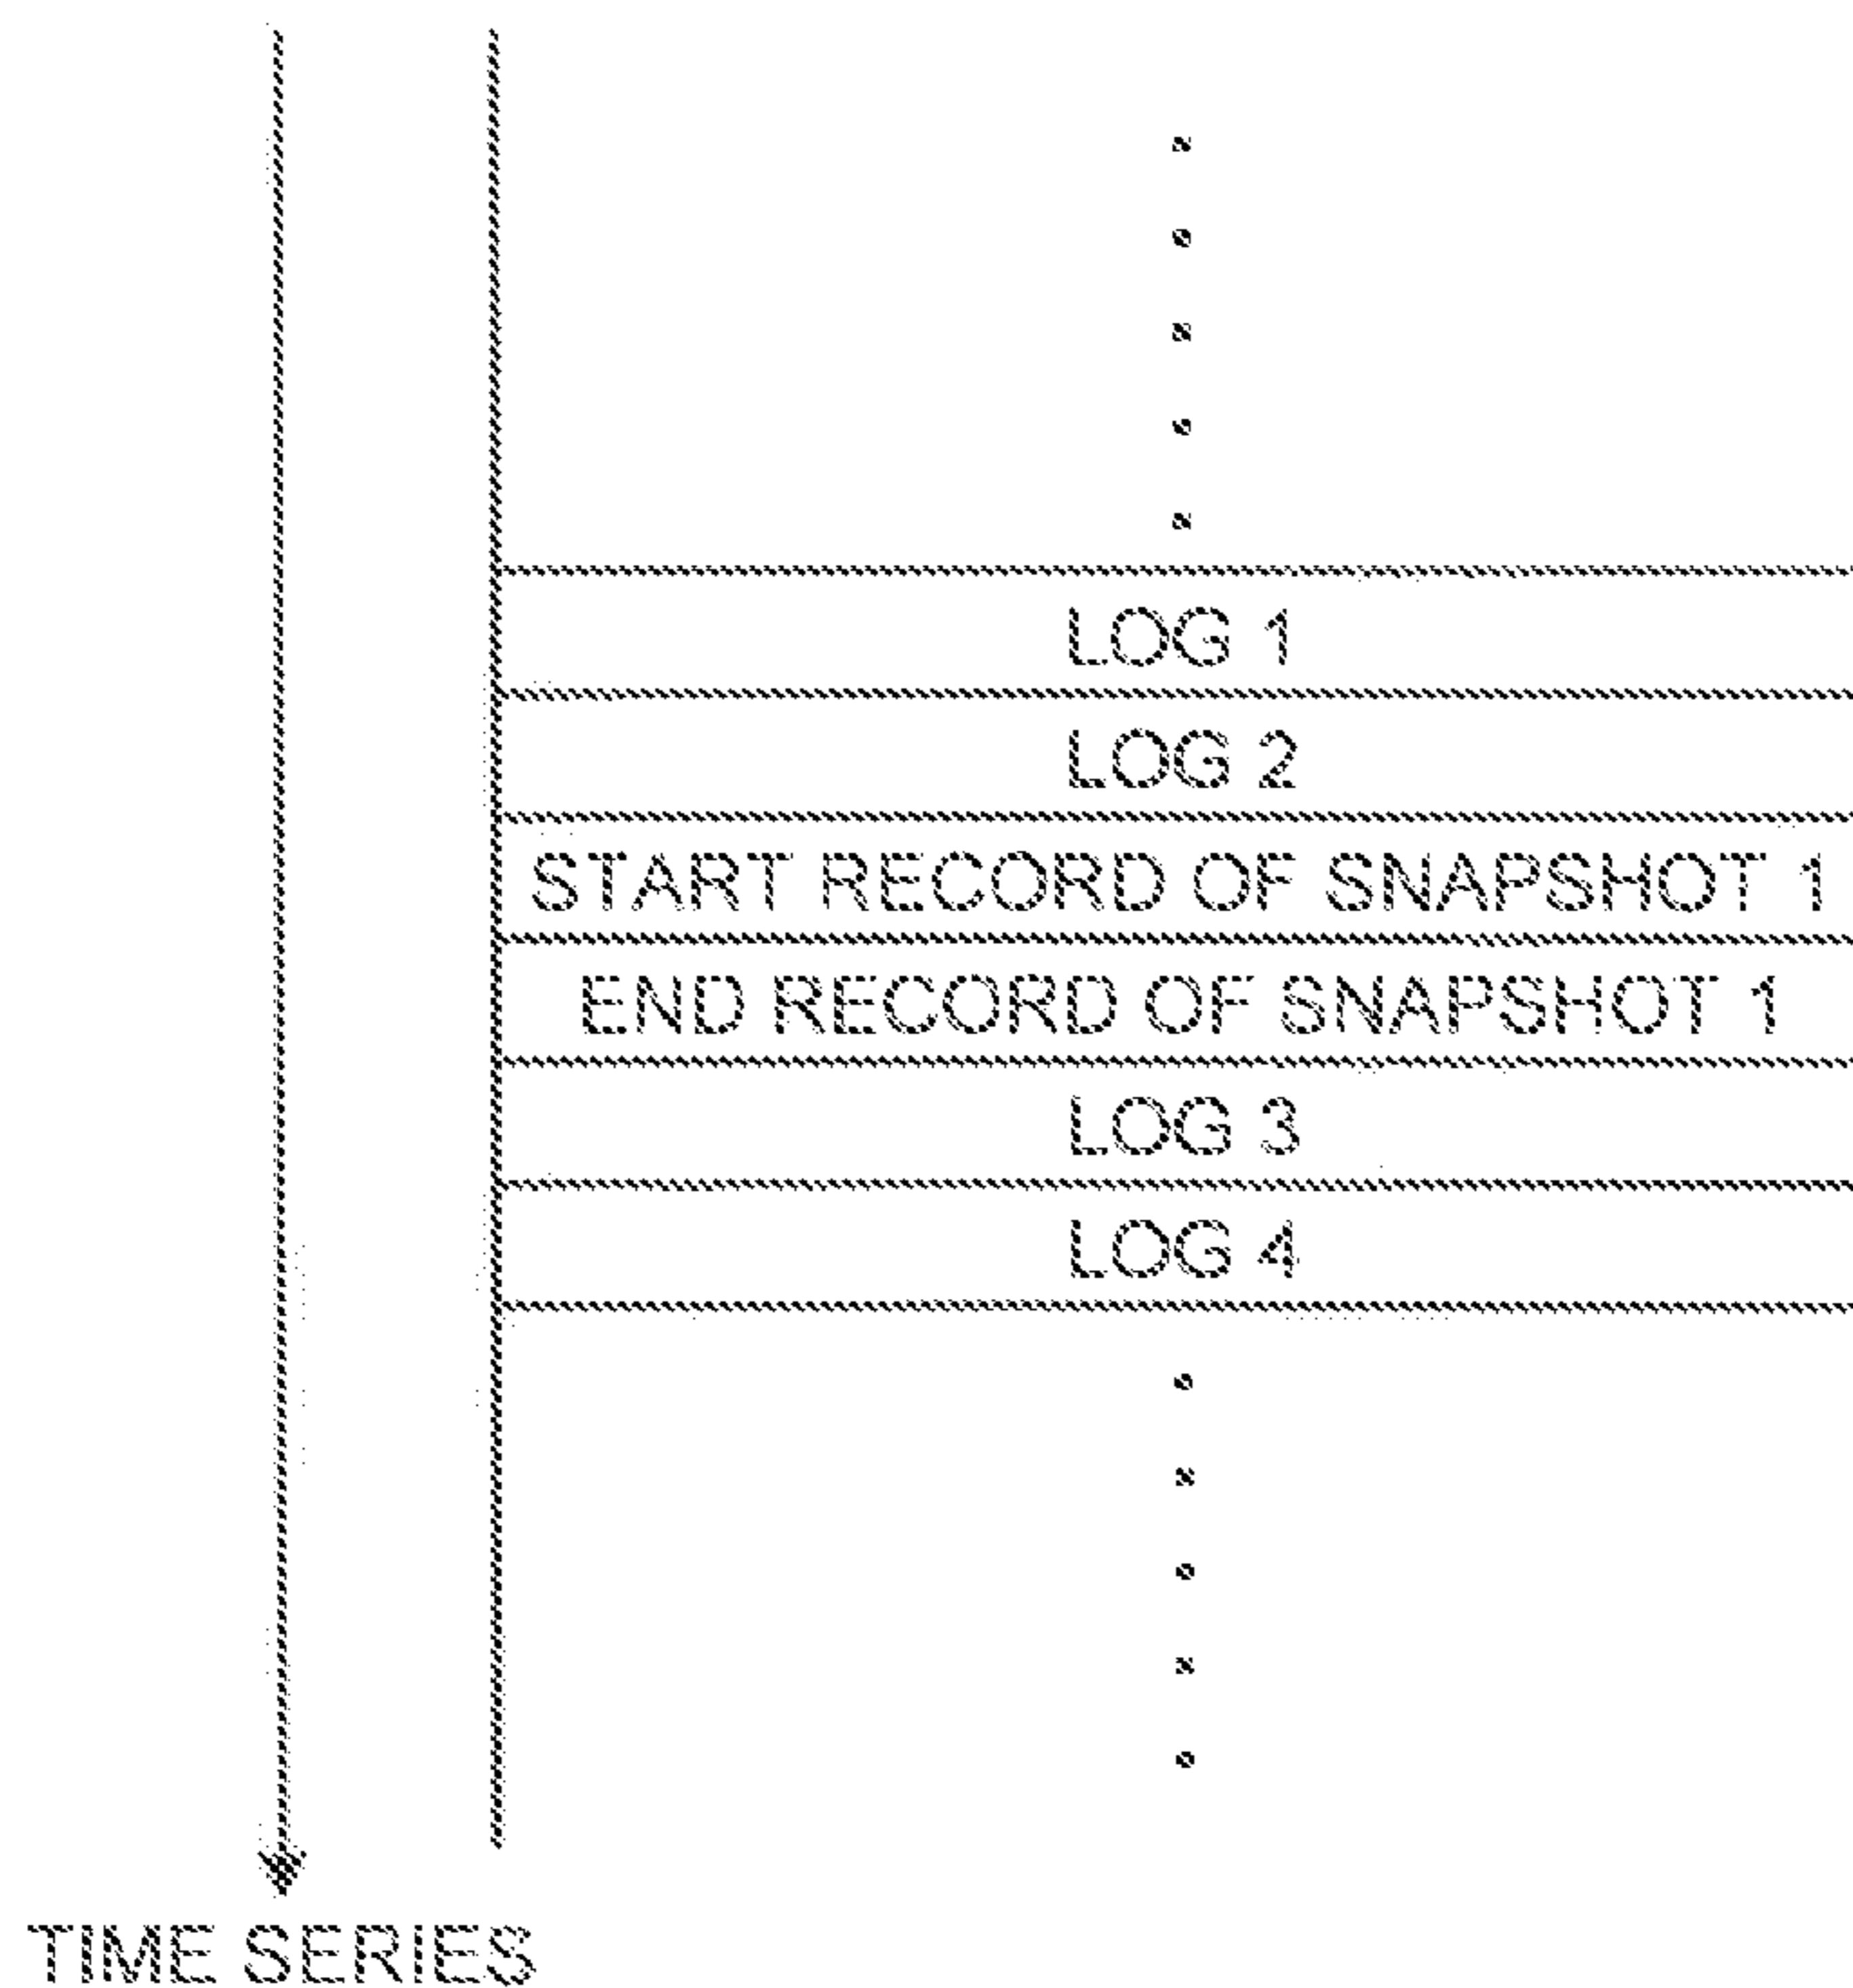 LOG 1
LOG 2
START RECORD OF SNAPSHOT 1
END RECORD OF SNAPSHOT 1
LOG 3
LOG 4
TIME SERIES